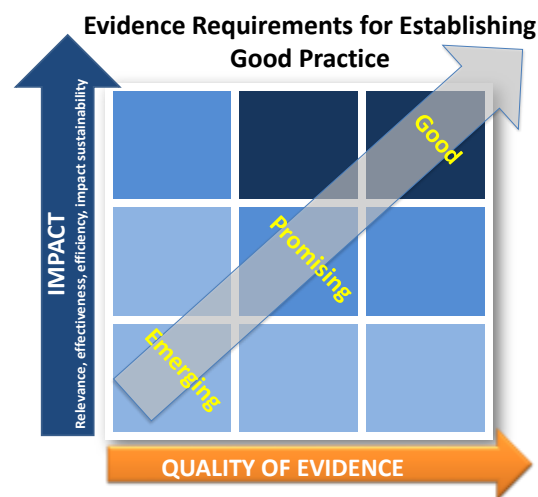 Evidence Requirements for Establishing
Good Practice
IMPACT
Relevance, effectiveness, efficiency, impact sustainability
Good
Promising
Emerging
QUALITY OF EVIDENCE